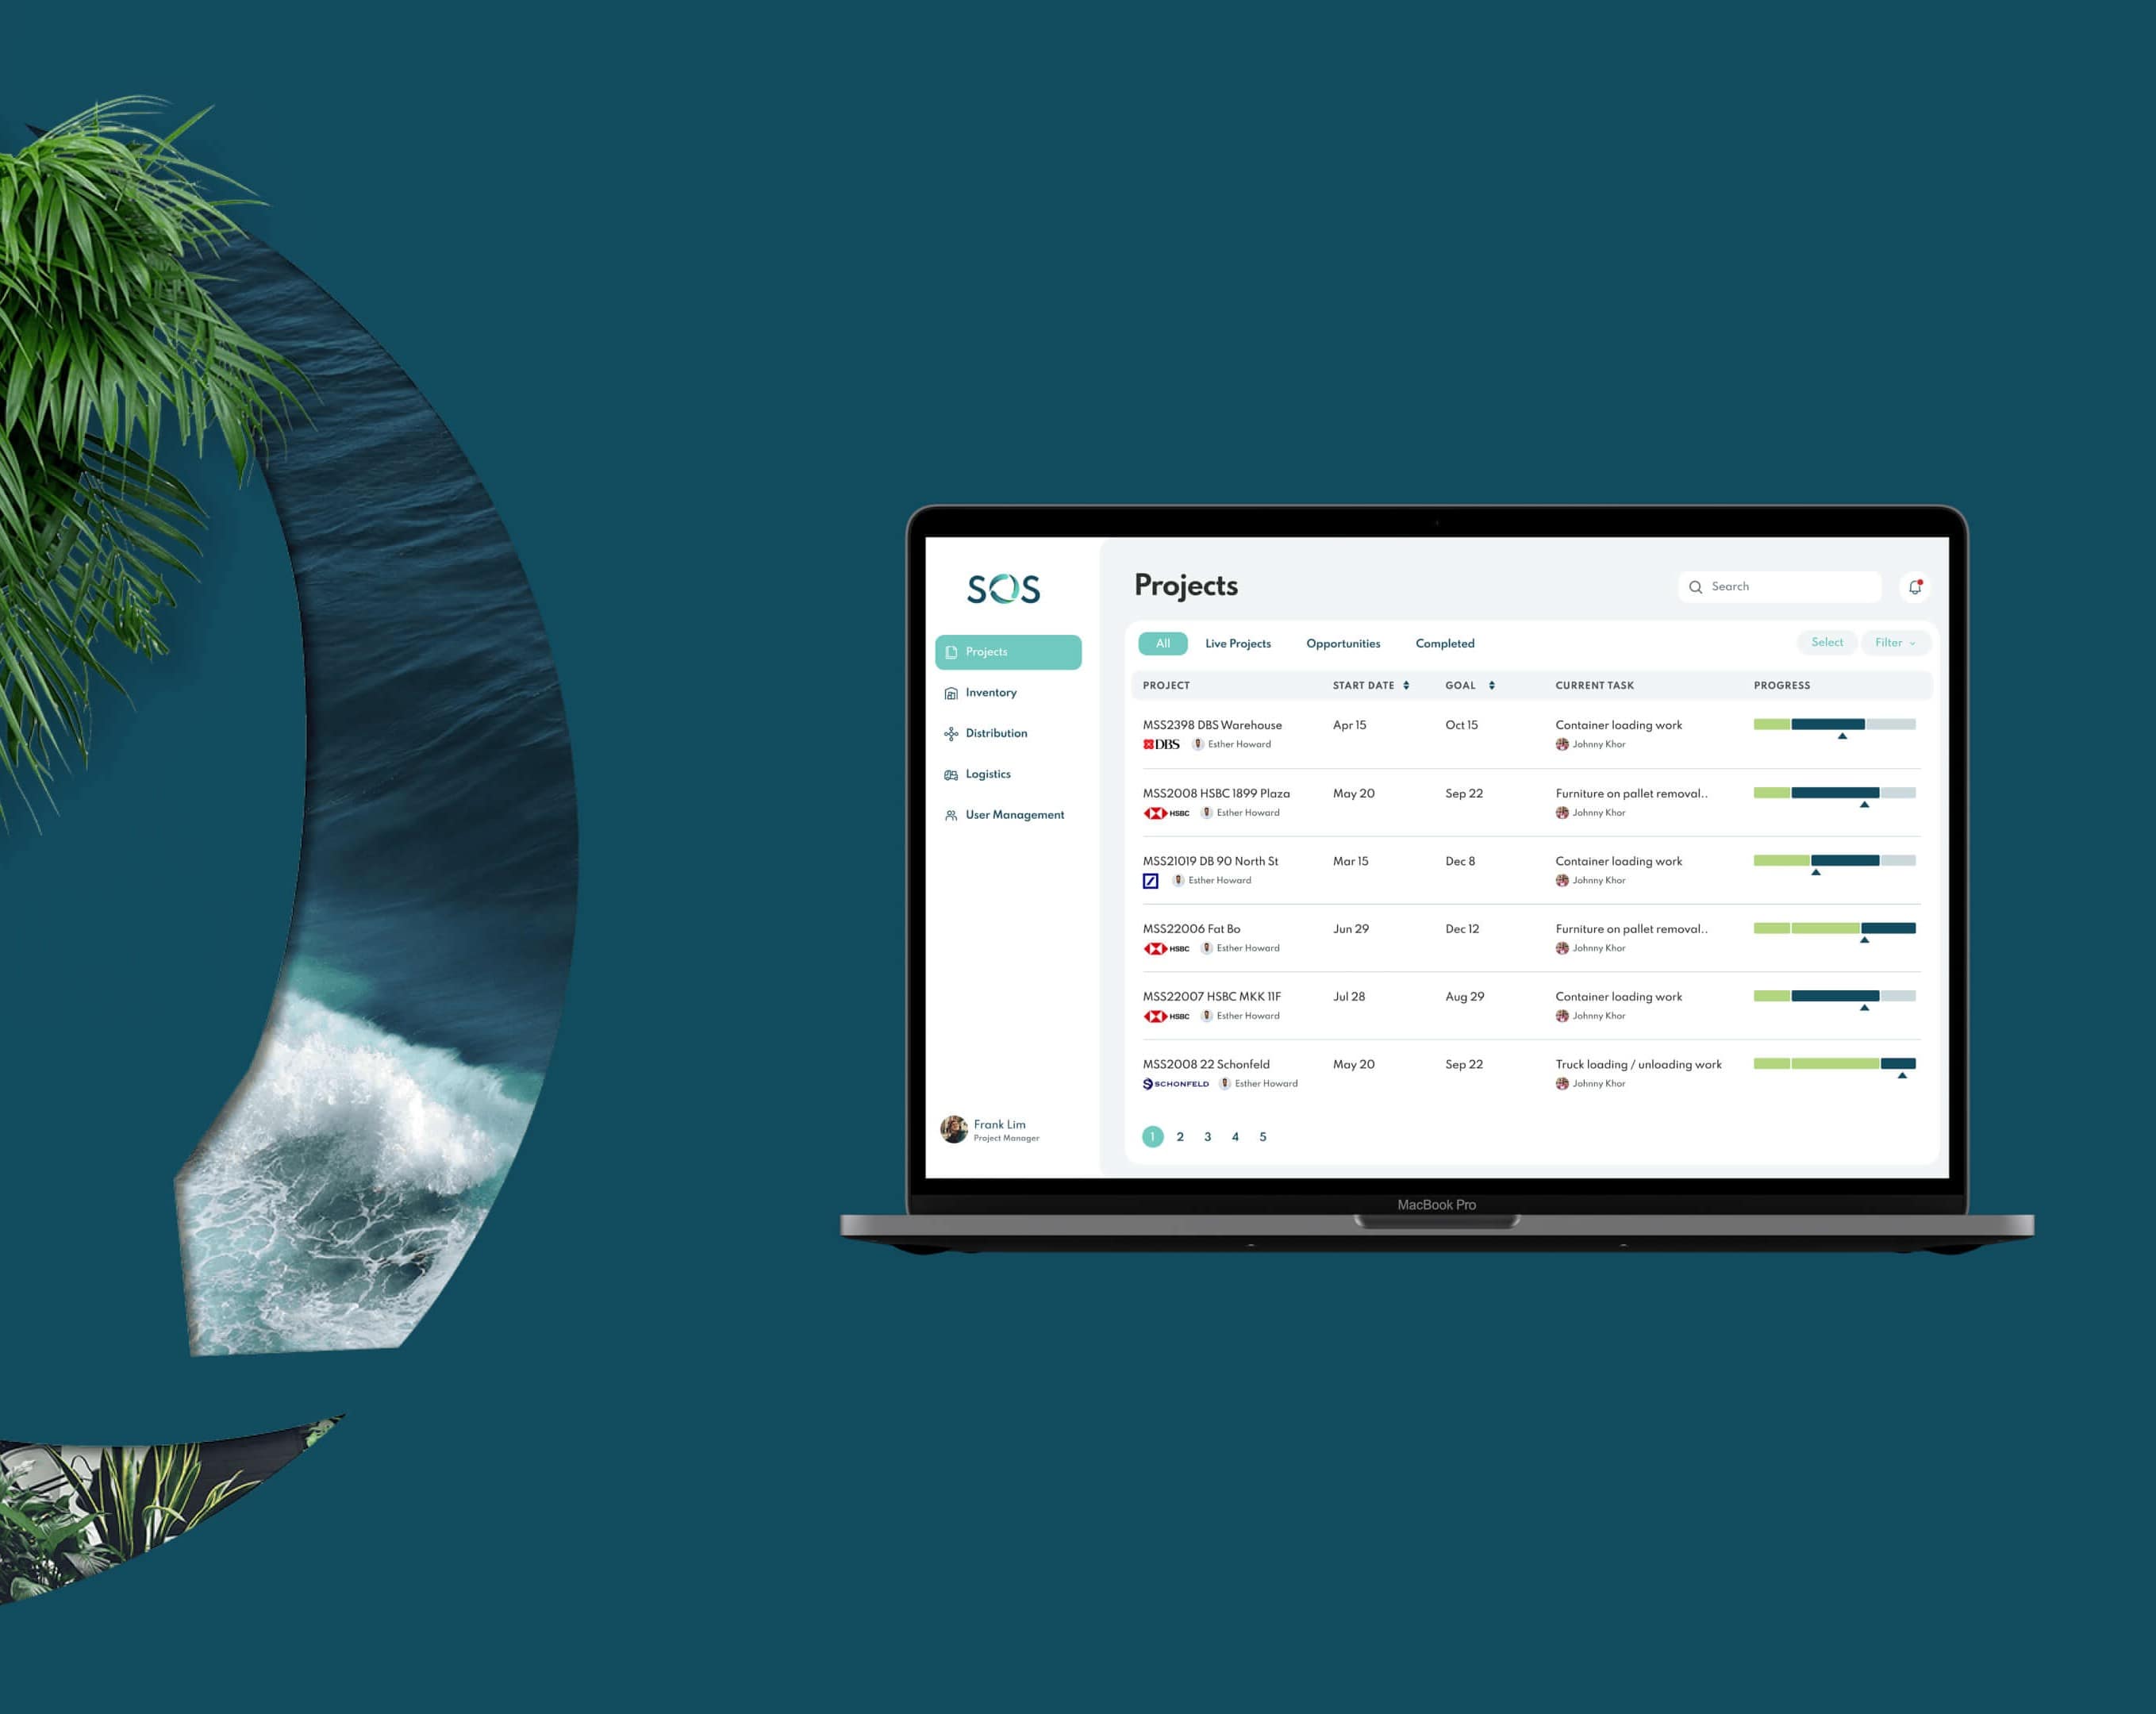 SOS
Projects
Inventory
Distribution
Logistics
User Management
Frank Lim
Project Manager
Projects
Search
All Live Projects Opportunities Completed Select Filter
PROJECT START DATE GOAL CURRENT TASK PROGRESS
MSS2398 DBS Warehouse Apr 15 Oct 15 Container loading work
DBS Esther Howard Johnny Khor
MSS2008 HSBC 1899 Plaza May 20 Sep 22 Furniture on pallet removal..
HSBC Esther Howard Johnny Khor
MSS21019 DB 90 North St Mar 15 Dec 8 Container loading work
Esther Howard Johnny Khor
MSS22006 Fat Bo Jun 29 Dec 12 Furniture on pallet removal..
HSBC Esther Howard Johnny Khor
MSS22007 HSBC MKK 11F Jul 28 Aug 29 Container loading work
HSBC Esther Howard Johnny Khor
MSS2008 22 Schonfeld May 20 Sep 22 Truck loading / unloading work
SCHONFELD Esther Howard Johnny Khor
1 2 3 4 5
MacBook Pro